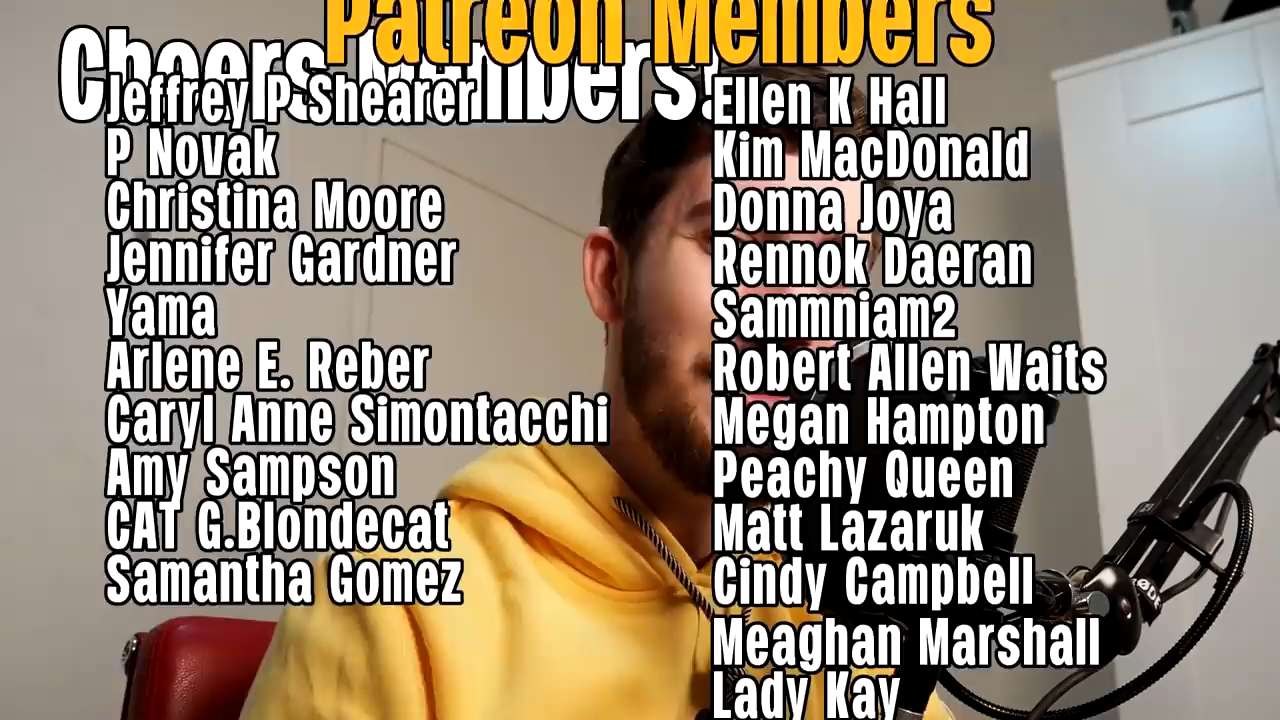 Patreon Members
Cheers Members!
Jeffrey P Shearer
P Novak
Christina Moore
Jennifer Gardner
Yama
Arlene E. Reber
Caryl Anne Simontacchi
Amy Sampson
CAT G.Blondecat
Samantha Gomez
Ellen K Hall
Kim MacDonald
Donna Joya
Rennok Daeran
Sammniam2
Robert Allen Waits
Megan Hampton
Peachy Queen
Matt Lazaruk
Cindy Campbell
Meaghan Marshall
Lady Kay